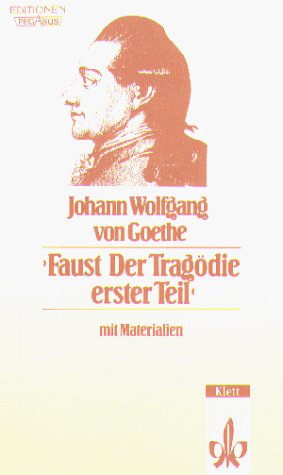 EDITIONEN
PEGASUS
Johann Wolfgang
von Goethe
›Faust Der Tragödie
erster Teil‹
mit Materialien
Klett